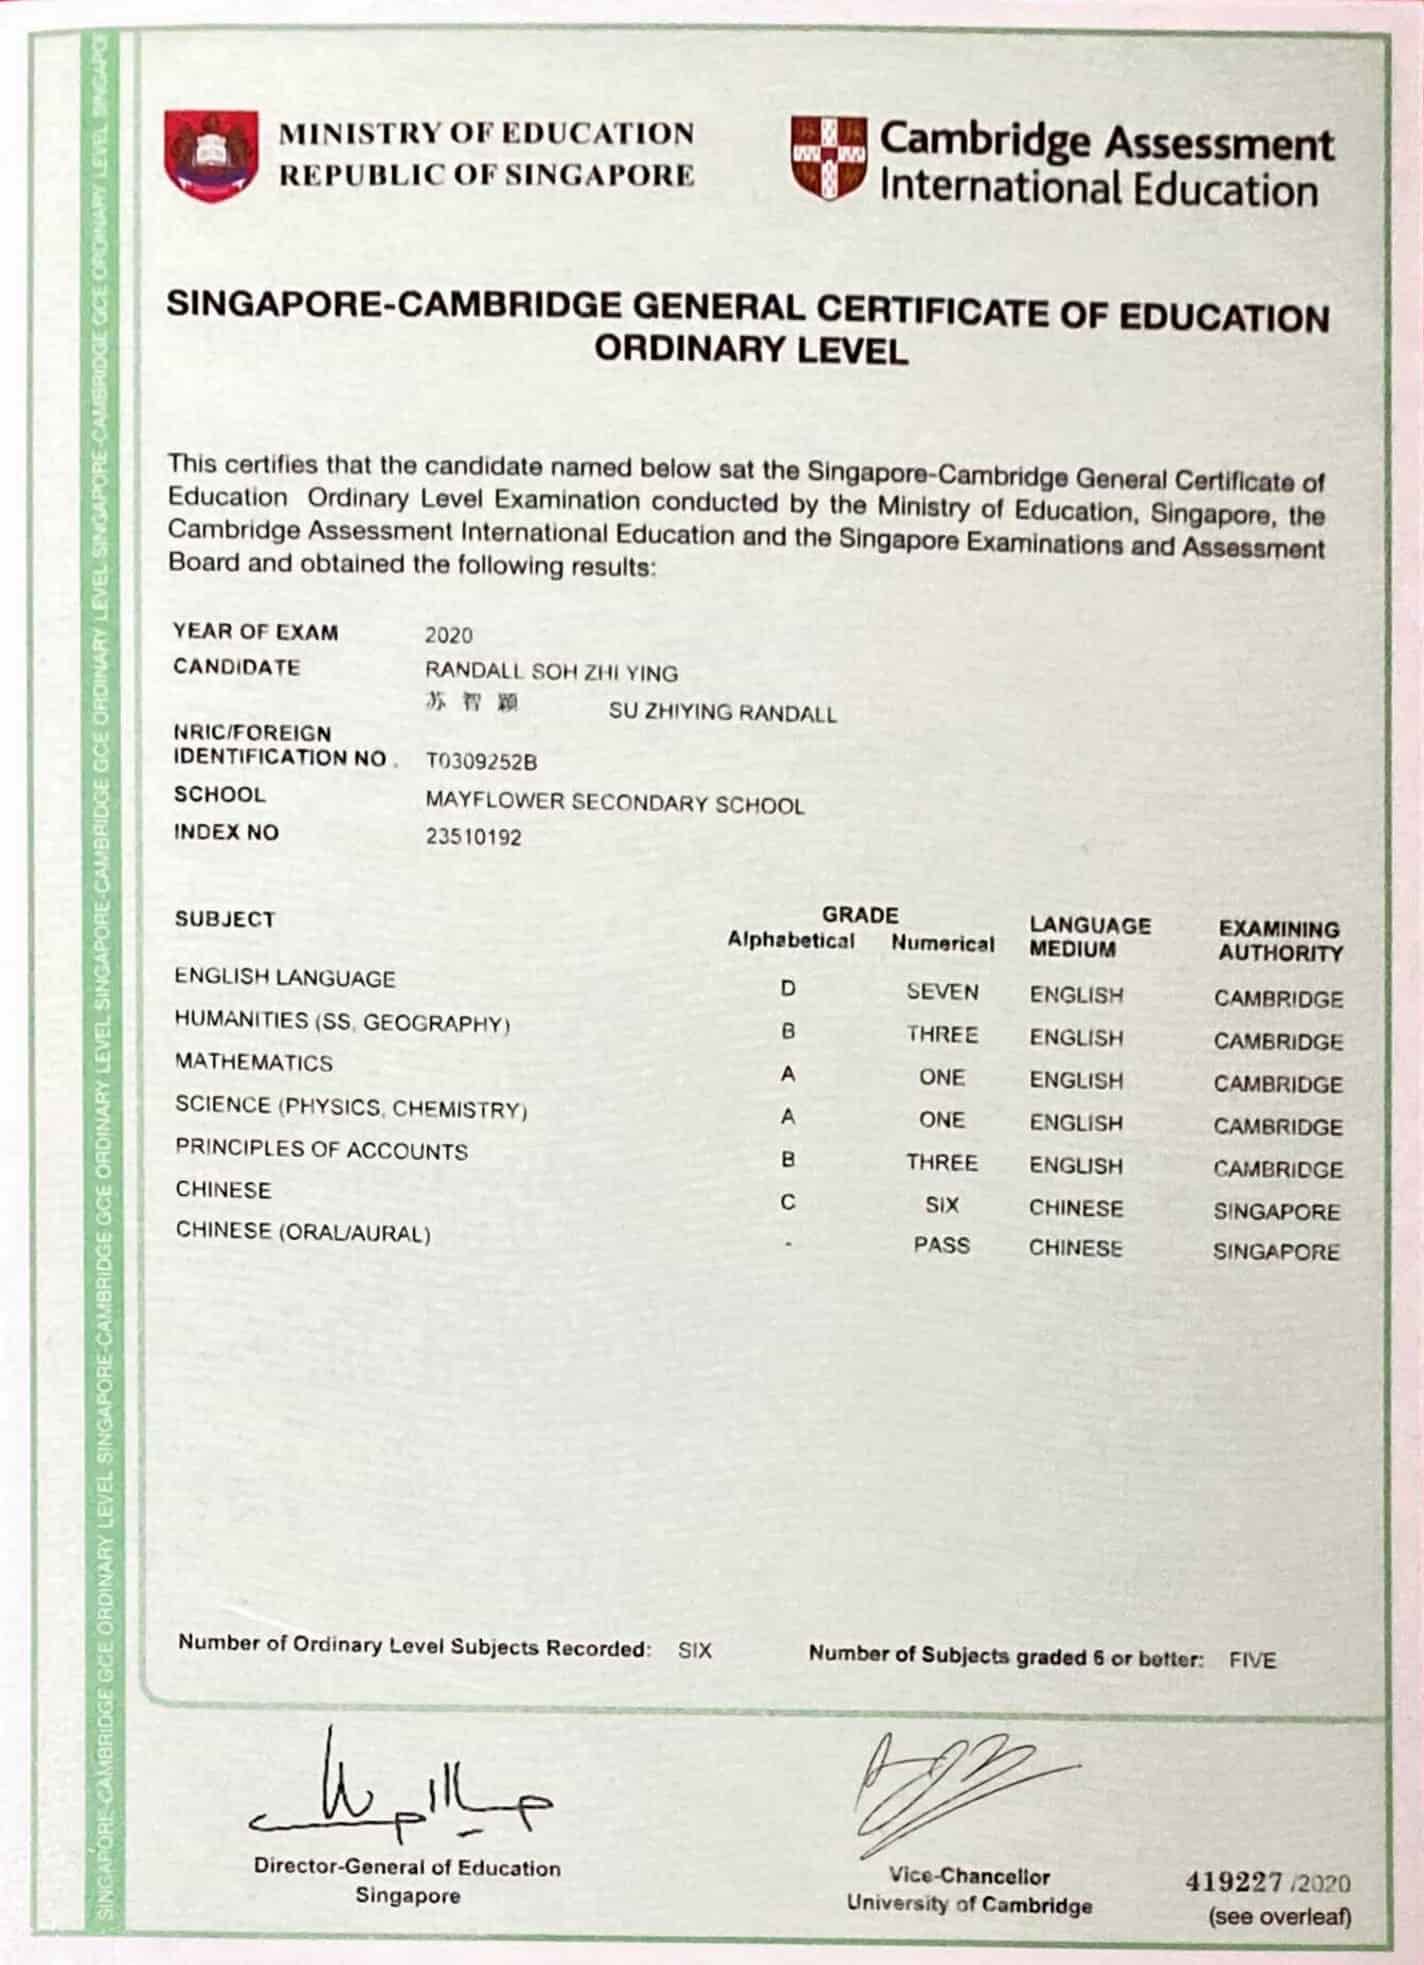 MINISTRY OF EDUCATION
REPUBLIC OF SINGAPORE
Cambridge Assessment
International Education
SINGAPORE-CAMBRIDGE GENERAL CERTIFICATE OF EDUCATION
ORDINARY LEVEL
This certifies that the candidate named below sat the Singapore-Cambridge General Certificate of
Education Ordinary Level Examination conducted by the Ministry of Education, Singapore, the
Cambridge Assessment International Education and the Singapore Examinations and Assessment
Board and obtained the following results:
YEAR OF EXAM 2020
CANDIDATE RANDALL SOH ZHI YING
苏 智 颖 SU ZHIYING RANDALL
NRIC/FOREIGN
IDENTIFICATION NO . T0309252B
SCHOOL MAYFLOWER SECONDARY SCHOOL
INDEX NO 23510192
SUBJECT GRADE LANGUAGE EXAMINING
Alphabetical Numerical MEDIUM AUTHORITY
ENGLISH LANGUAGE D SEVEN ENGLISH CAMBRIDGE
HUMANITIES (SS, GEOGRAPHY) B THREE ENGLISH CAMBRIDGE
MATHEMATICS A ONE ENGLISH CAMBRIDGE
SCIENCE (PHYSICS, CHEMISTRY) A ONE ENGLISH CAMBRIDGE
PRINCIPLES OF ACCOUNTS B THREE ENGLISH CAMBRIDGE
CHINESE C SIX CHINESE SINGAPORE
CHINESE (ORAL/AURAL) - PASS CHINESE SINGAPORE
Number of Ordinary Level Subjects Recorded: SIX Number of Subjects graded 6 or better: FIVE
Director-General of Education
Singapore
Vice-Chancellor
University of Cambridge
419227 /2020
(see overleaf)
SINGAPORE-CAMBRIDGE GCE ORDINARY LEVEL SINGAPORE-CAMBRIDGE GCE ORDINARY LEVEL SINGAPORE-CAMBRIDGE GCE ORDINARY LEVEL SINGAPORE-CAMBRIDGE GCE ORDINARY LEVEL SINGAPORE-CAMBRIDGE GCE ORDINARY LEVEL SINGAPO